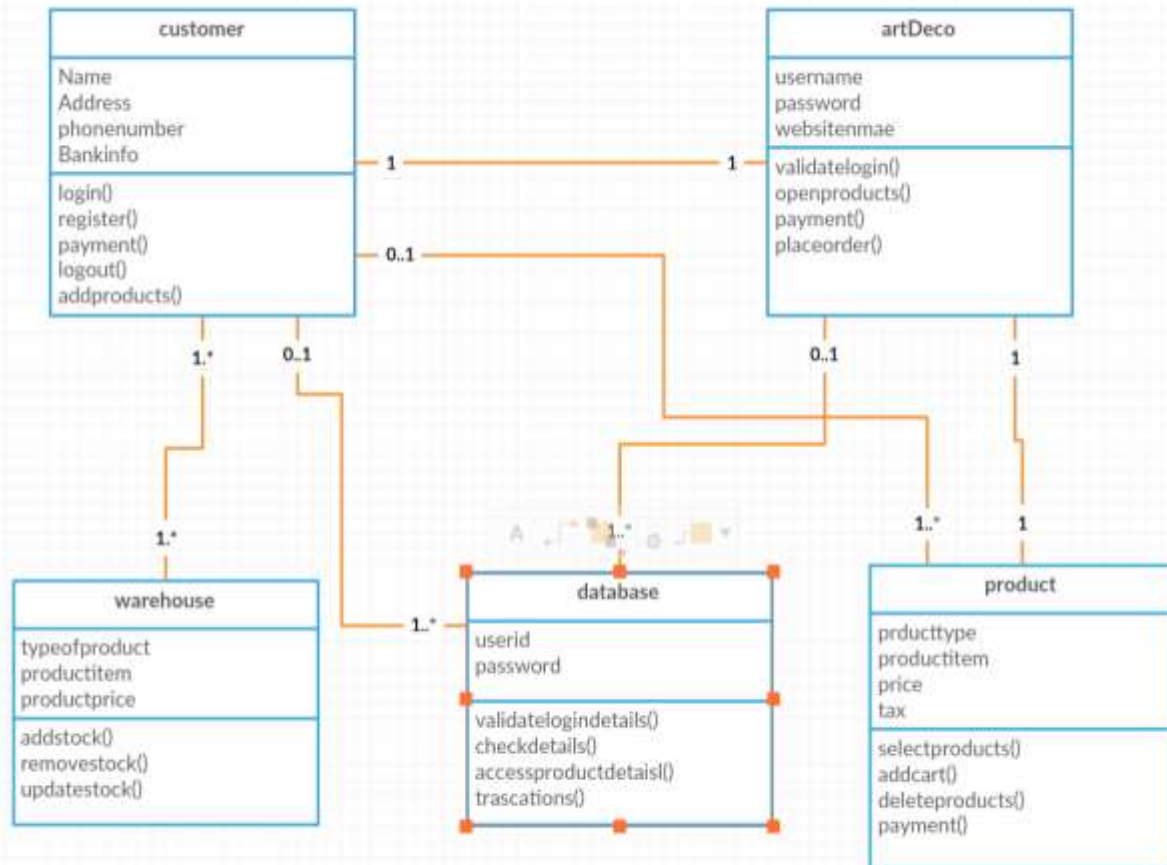 customer
Name
Address
phonenumber
Bankinfo
login()
register()
payment()
logout()
addproducts()
artDeco
username
password
websitenmae
validatelogin()
openproducts()
payment()
placeorder()
1
1
0..1
1.*
0..1
0..1
1
1.*
1..*
1..*
1..*
1
A
warehouse
typeofproduct
productitem
productprice
addstock()
removestock()
updatestock()
database
userid
password
validatelogindetails()
checkdetails()
accessproductdetaisl()
trascations()
product
prducttype
productitem
price
tax
selectproducts()
addcart()
deleteproducts()
payment()